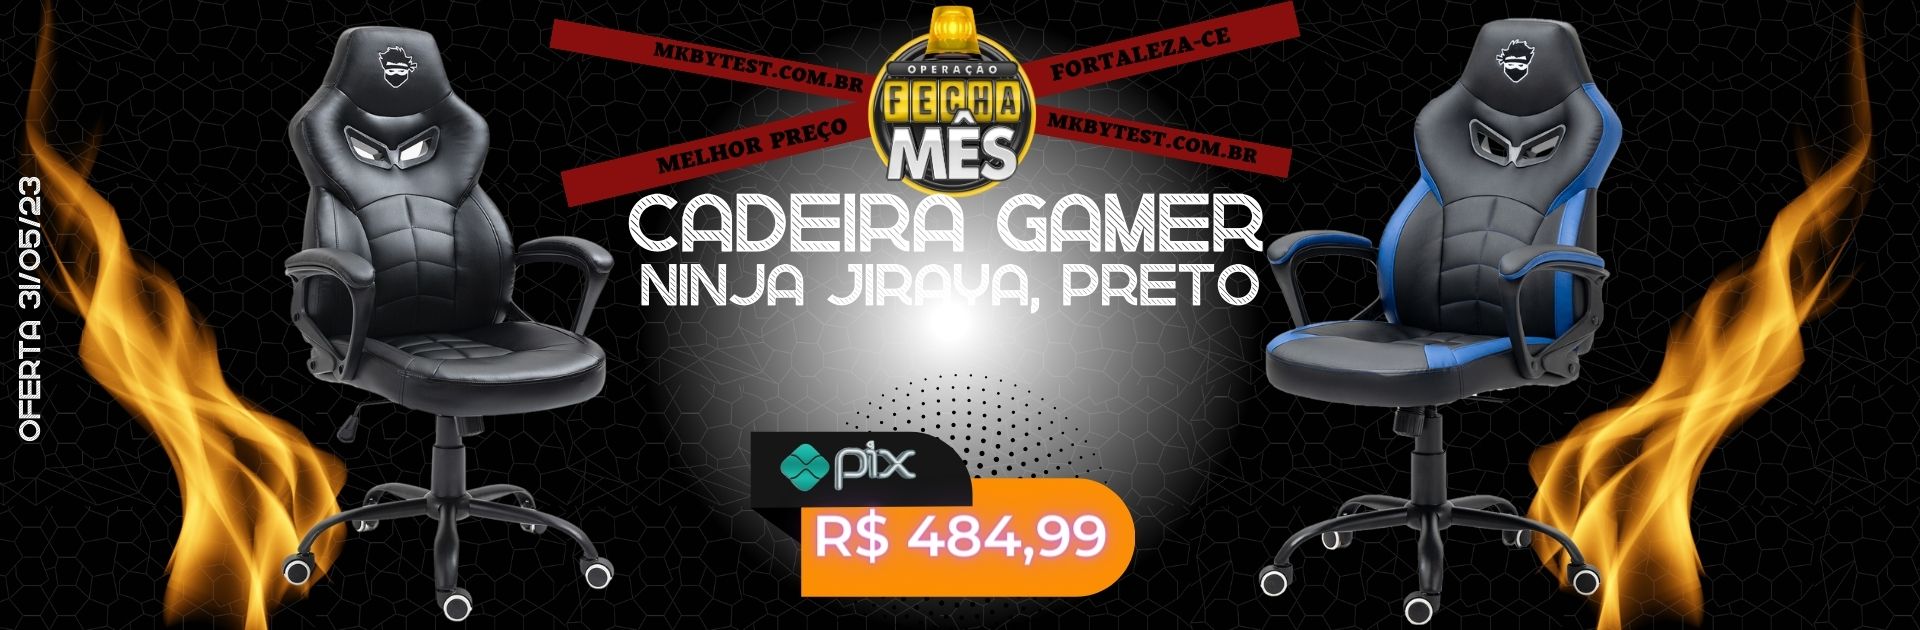 MKBYTEST.COM.BR
FORTALEZA-CE
OPERAÇÃO
FECHA
MÊS
MELHOR PREÇO
MKBYTEST.COM.BR
CADEIRA GAMER
NINJA JIRAYA, PRETO
OFERTA 31/05/23
pix
R$ 484,99